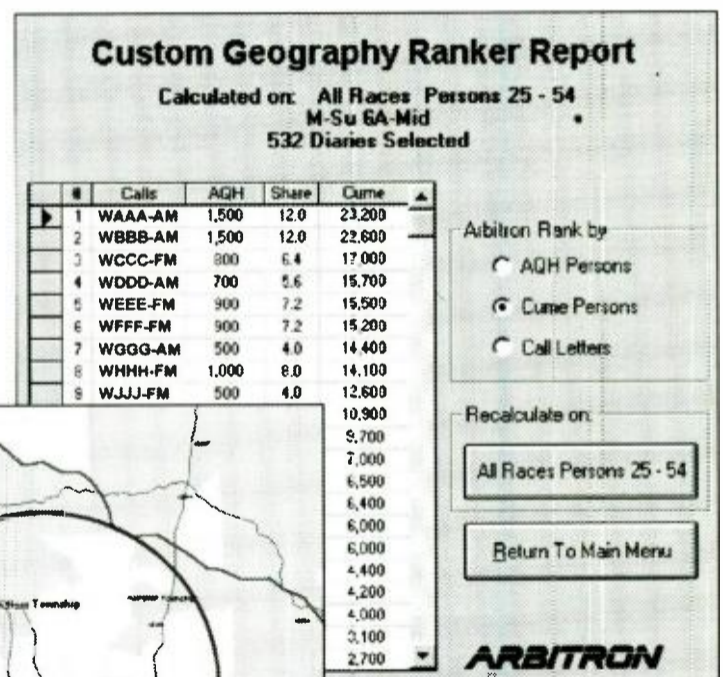 Custom Geography Ranker Report
Calculated on: All Races Persons 25 - 54
M-Su 6A-Mid
532 Diaries Selected
# Calls AQH Share Cume
1 WAAA-AM 1,500 12.0 23,200
2 WBBB-AM 1,500 12.0 22,600
3 WCCC-FM 800 6.4 17,000
4 WDDD-AM 700 5.6 15,700
5 WEEE-FM 900 7.2 15,500
6 WFFF-FM 900 7.2 15,200
7 WGGG-AM 500 4.0 14,400
8 WHHH-FM 1,000 8.0 14,100
9 WJJJ-FM 500 4.0 12,600
10,900
9,700
7,000
6,500
6,400
6,000
6,000
4,400
4,200
4,000
3,100
2,700
Township
Arbitron Rank by
AQH Persons
Cume Persons
Call Letters
Recalculate on:
All Races Persons 25 - 54
Return To Main Menu
ARBITRON